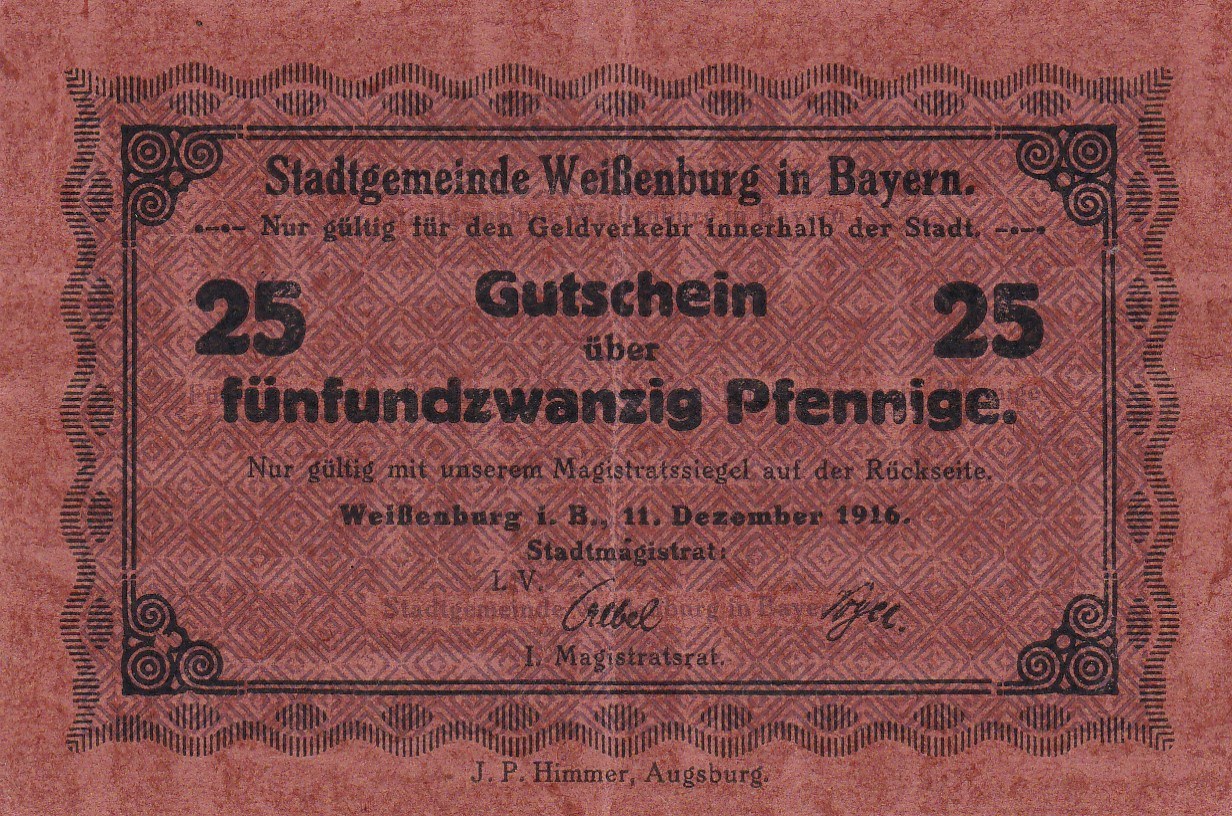 Stadtgemeinde Weißenburg in Bayern.
Nur gültig für den Geldverkehr innerhalb der Stadt.
25 Gutschein 25
über
fünfundzwanzig Pfennige.
Nur gültig mit unserem Magistratssiegel auf der Rückseite.
Weißenburg i. B., 11. Dezember 1916.
Stadtmagistrat:
I. V.
Stadtgemeinde
I. Magistratsrat.
J. P. Himmer, Augsburg.